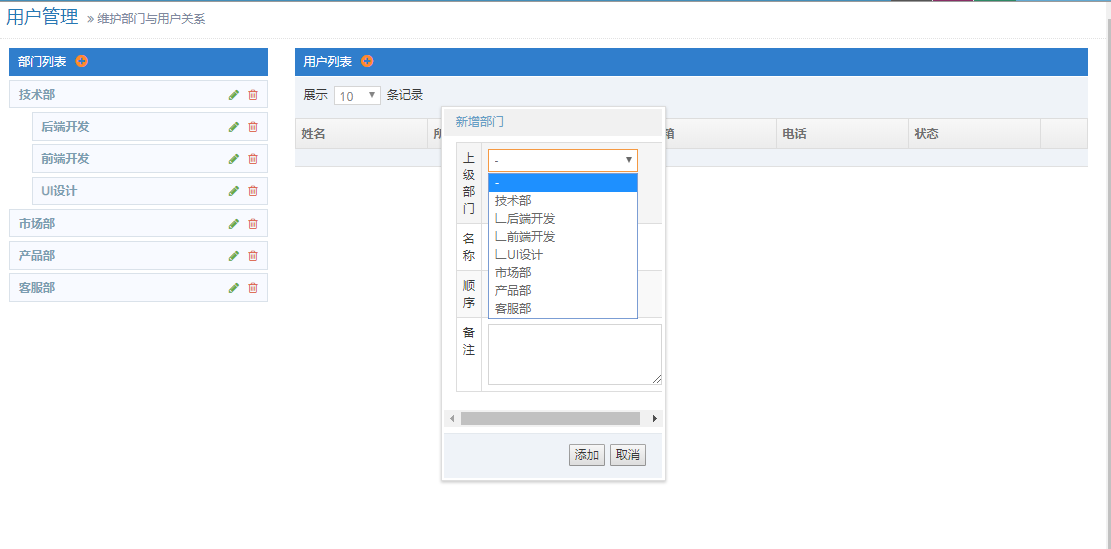 用户管理 » 维护部门与用户关系
部门列表
技术部
后端开发
前端开发
UI设计
市场部
产品部
客服部
用户列表
展示 10 条记录
姓名 所 箱 电话 状态
新增部门
上级部门 -
-
技术部
∟后端开发
∟前端开发
∟UI设计
市场部
产品部
客服部
名称
顺序
备注
添加 取消